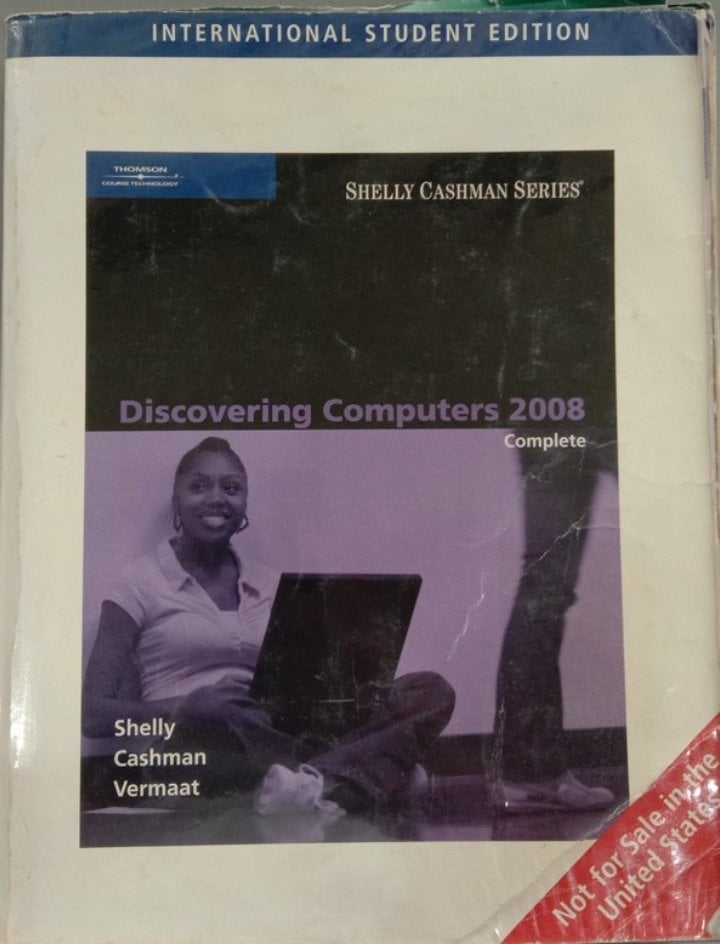 INTERNATIONAL STUDENT EDITION
THOMSON
COURSE TECHNOLOGY
SHELLY CASHMAN SERIES®
Discovering Computers 2008
Complete
Shelly
Cashman
Vermaat
Not for Sale in the
United States